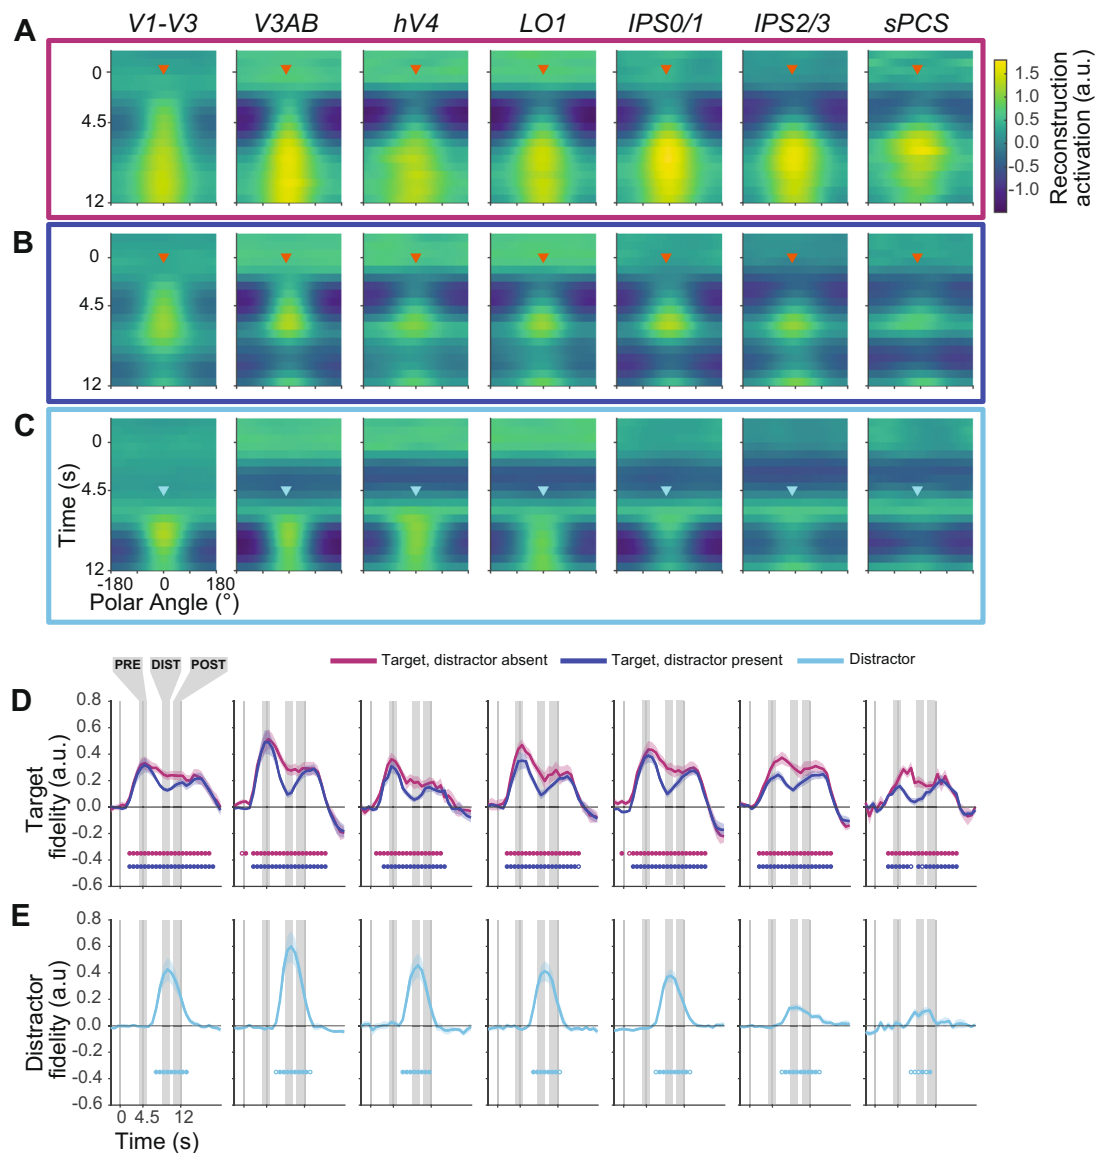 V1-V3 V3AB hV4 LO1 IPS0/1 IPS2/3 sPCS
A
0
4.5
12
1.5
1.0
0.5
0.0
-0.5
-1.0
Reconstruction
activation (a.u.)
B
0
4.5
12
C
0
4.5
12
Time (s)
-180 0 180
Polar Angle (°)
PRE DIST POST
Target, distractor absent Target, distractor present Distractor
D
0.8
0.6
0.4
0.2
0.0
-0.2
-0.4
-0.6
Target
fidelity (a.u.)
E
0.8
0.6
0.4
0.2
0.0
-0.2
-0.4
-0.6
Distractor
fidelity (a.u)
0 4.5 12
Time (s)